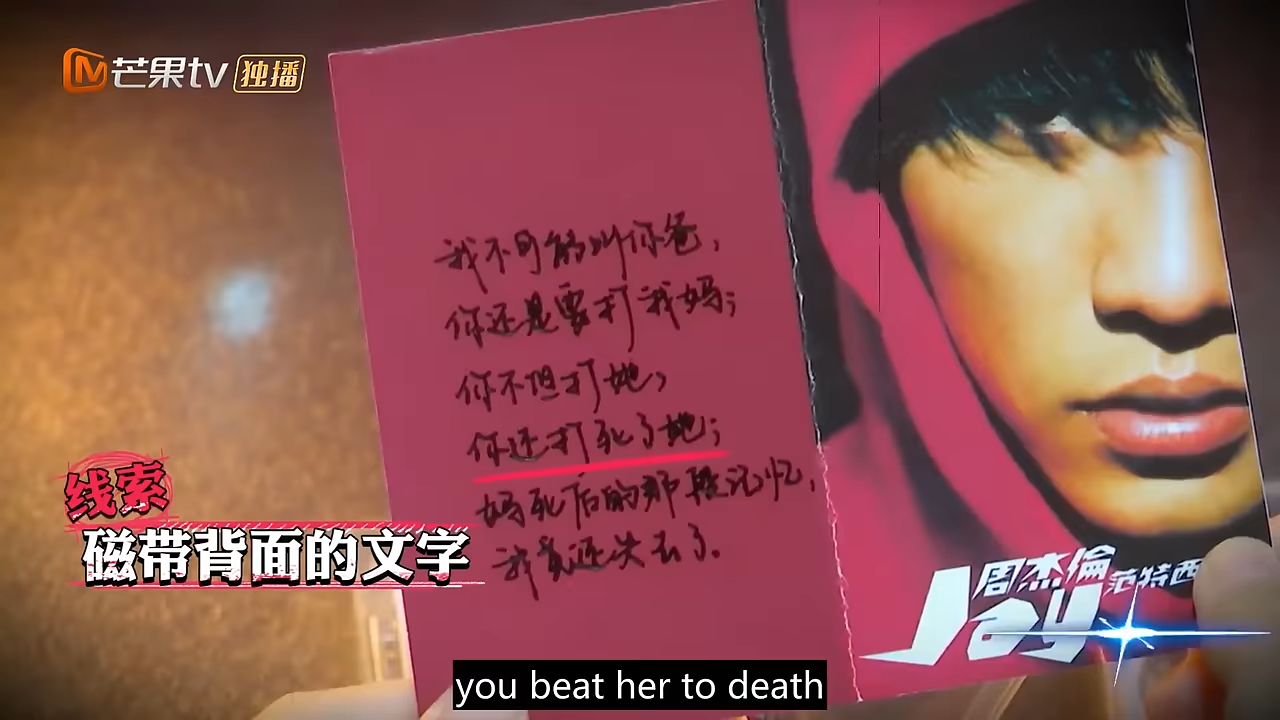 芒果tv 独播
我不可能叫你爸,
你还是要打我妈;
你不但打她,
你还打死了她;
妈死后的那段记忆,
我竟还失去了.
线索
磁带背面的文字
周杰倫 范特西
Jay
you beat her to death